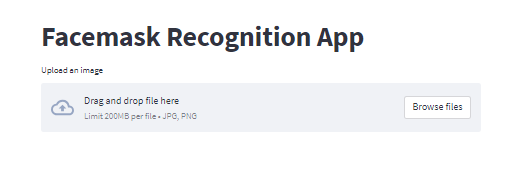 Facemask Recognition App
Upload an image
Drag and drop file here
Browse files
Limit 200MB per file • JPG, PNG